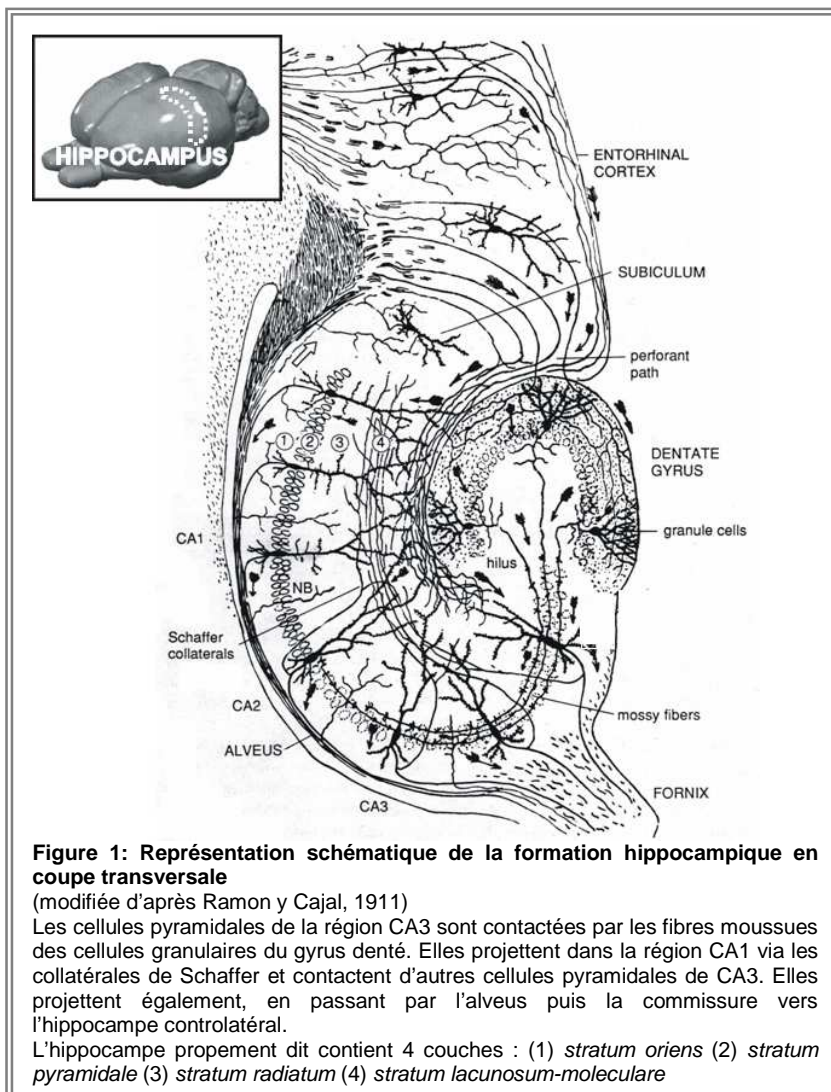 HIPPOCAMPUS
ENTORHINAL
CORTEX
SUBICULUM
perforant
path
DENTATE
GYRUS
granule cells
hilus
① ② ③ ④
CA1
NB
Schaffer
collaterals
CA2
mossy fibers
ALVEUS
FORNIX
CA3
Figure 1: Représentation schématique de la formation hippocampique en
coupe transversale
(modifiée d'après Ramon y Cajal, 1911)
Les cellules pyramidales de la région CA3 sont contactées par les fibres moussues
des cellules granulaires du gyrus denté. Elles projettent dans la région CA1 via les
collatérales de Schaffer et contactent d'autres cellules pyramidales de CA3. Elles
projettent également, en passant par l'alveus puis la commissure vers
l'hippocampe controlatéral.
L'hippocampe propement dit contient 4 couches : (1) stratum oriens (2) stratum
pyramidale (3) stratum radiatum (4) stratum lacunosum-moleculare